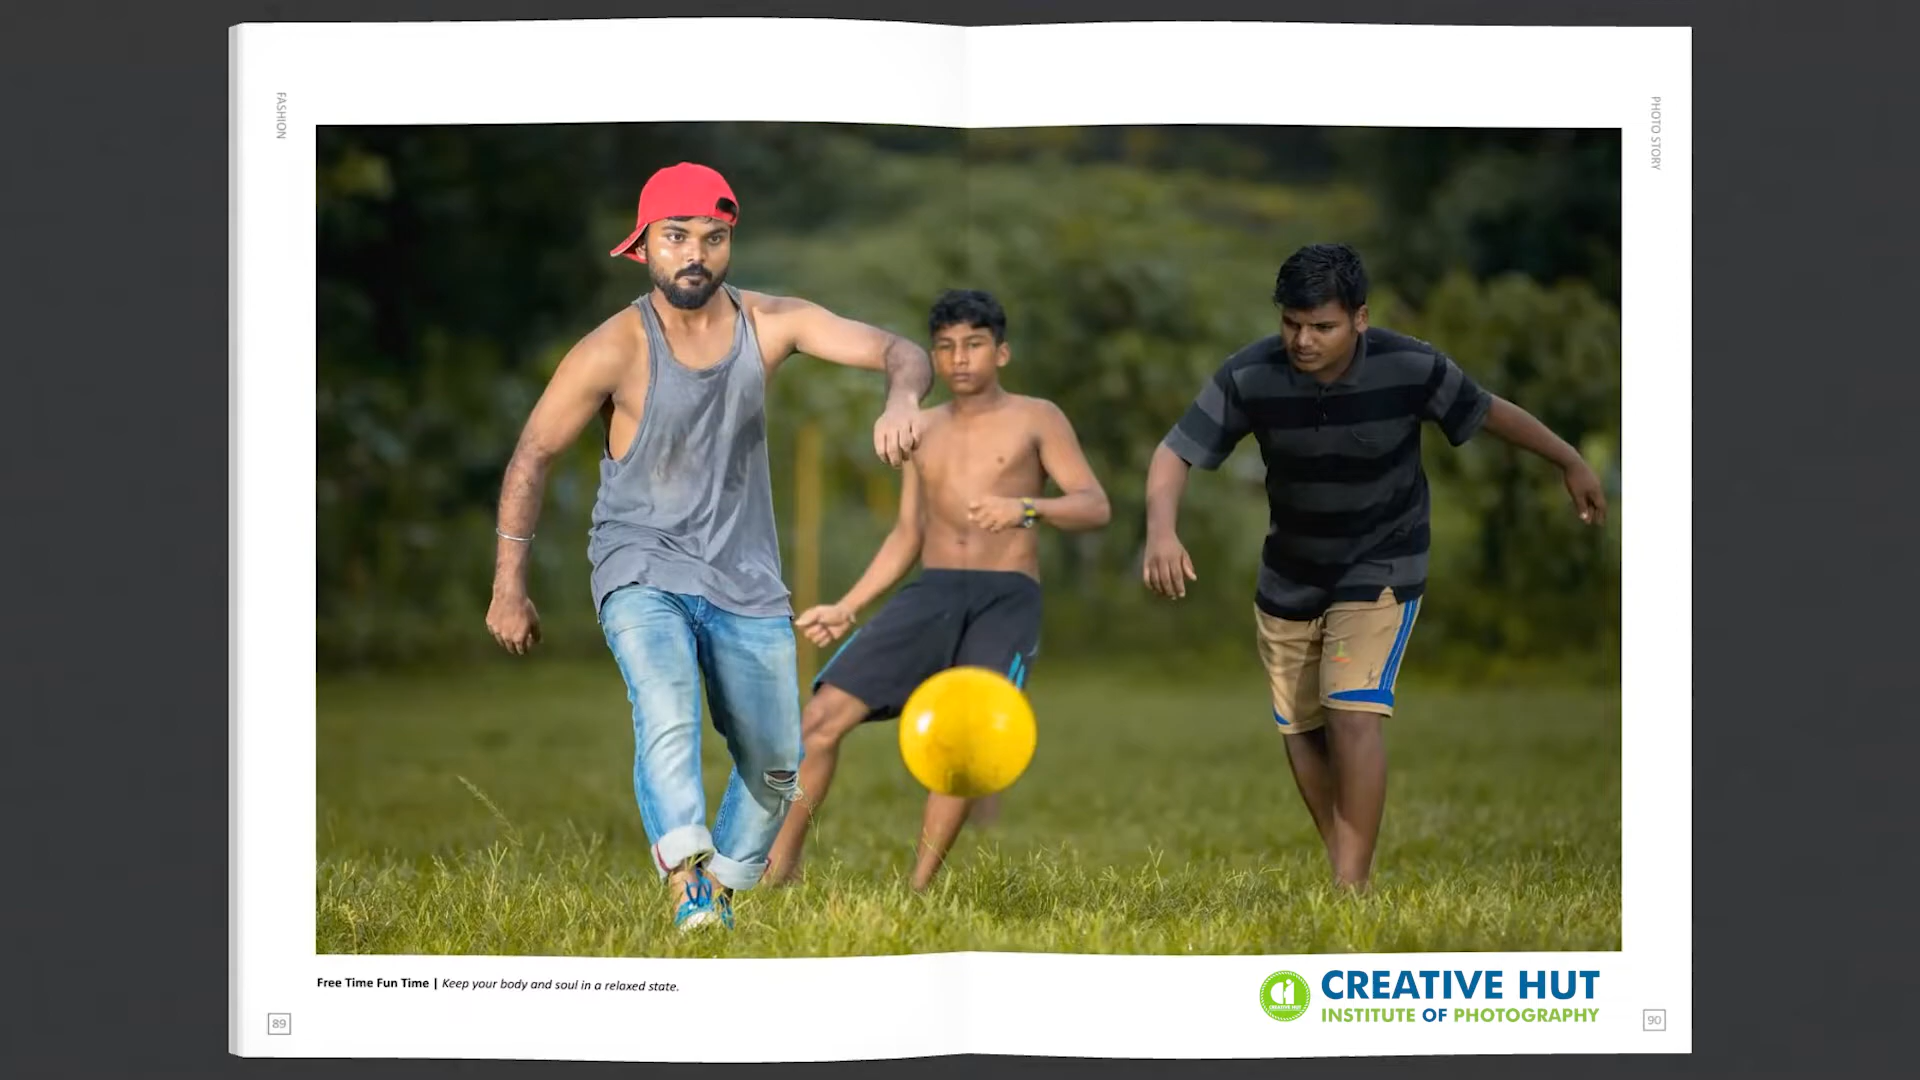 FASHION
PHOTO STORY
Free Time Fun Time | Keep your body and soul in a relaxed state.
CREATIVE HUT
INSTITUTE OF PHOTOGRAPHY
89
90